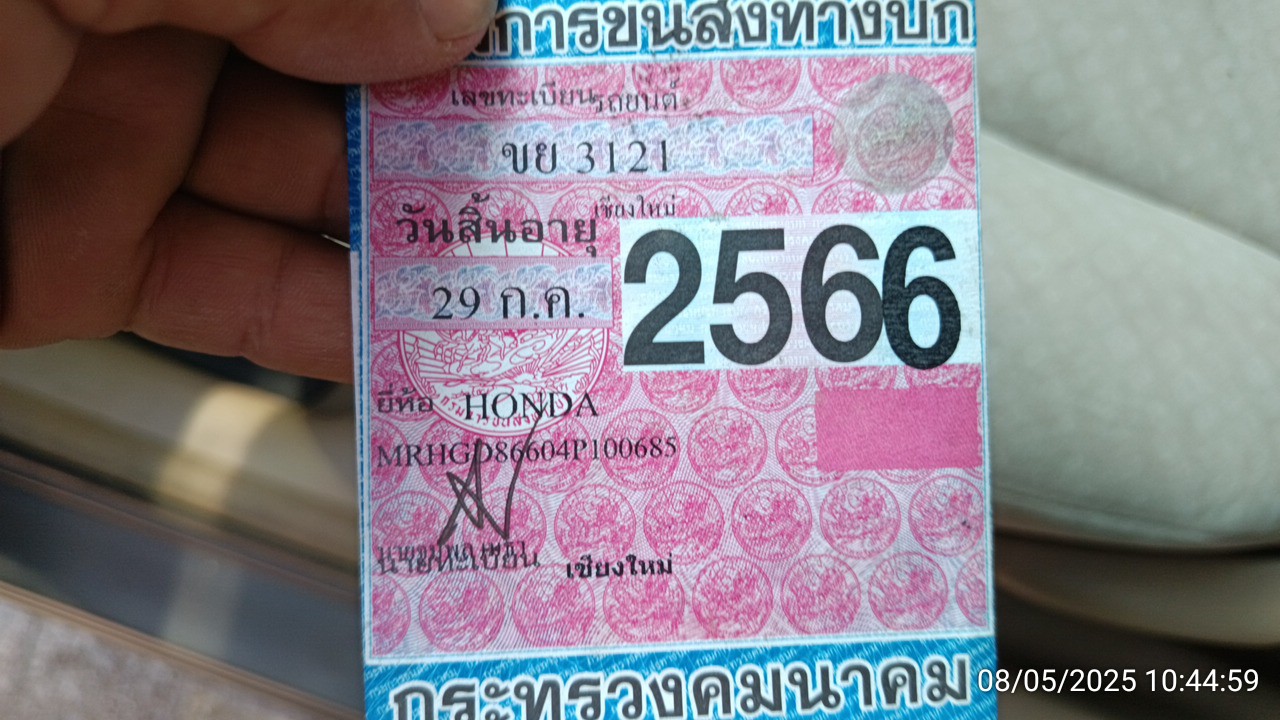 การขนส่งทางบก
เลขทะเบียนรถยนต์
ขย 3121
เชียงใหม่
วันสิ้นอายุ
2566
29 ก.ค.
ยี่ห้อ HONDA
MRHGD86604P100685
นายทะเบียน เชียงใหม่
กระทรวงคมนาคม
08/05/2025 10:44:59